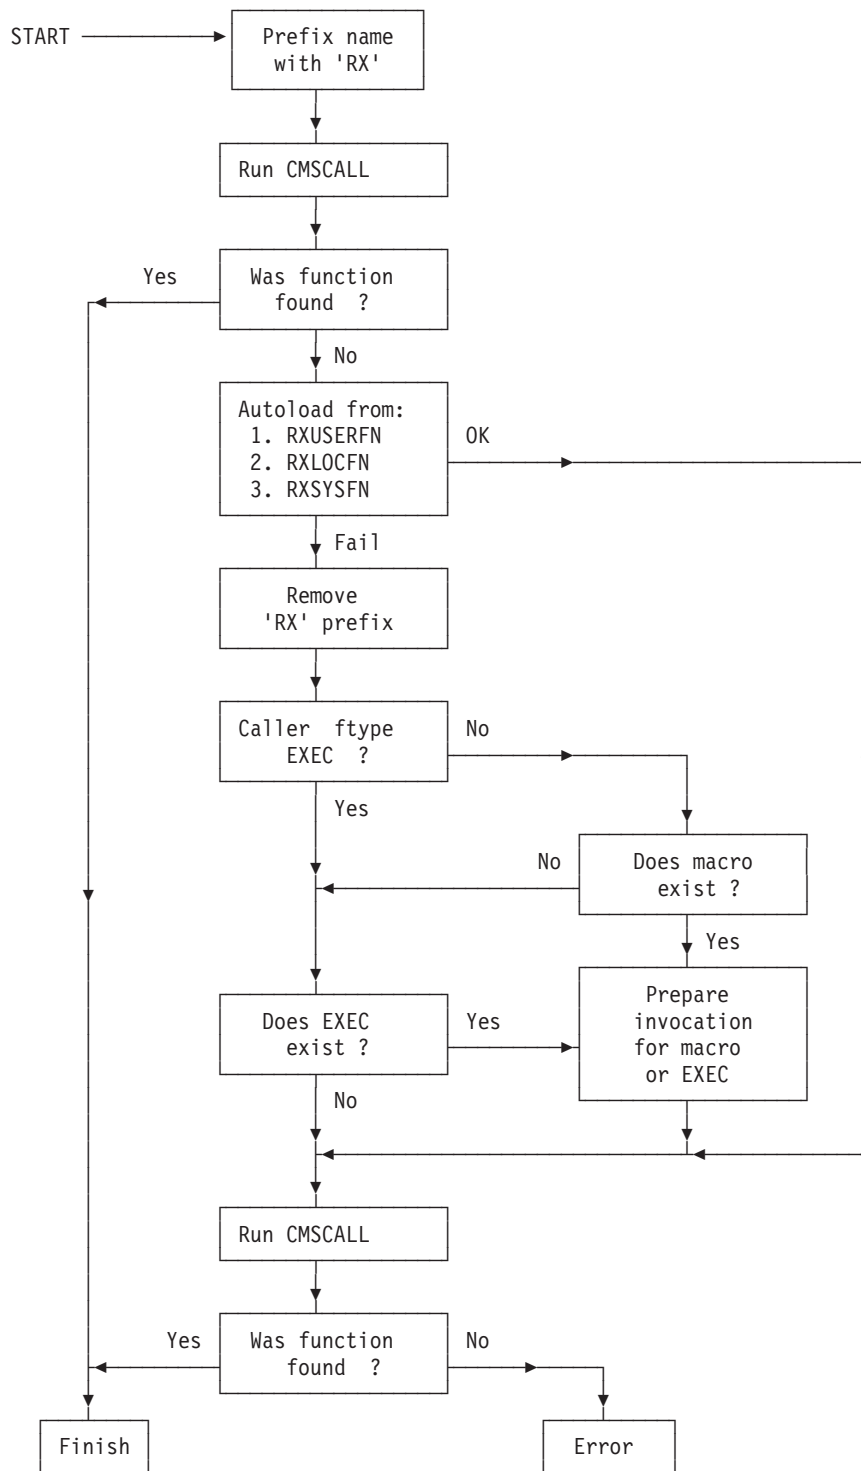 START
Prefix name
with 'RX'
Run CMSCALL
Yes
Was function
found ?
No
Autoload from:
1. RXUSERFN
2. RXLOCFN
3. RXSYSFN
OK
Fail
Remove
'RX' prefix
Caller ftype
EXEC ?
No
Yes
No
Does macro
exist ?
Yes
Does EXEC
exist ?
Yes
Prepare
invocation
for macro
or EXEC
No
Run CMSCALL
Yes
Was function
found ?
No
Finish
Error